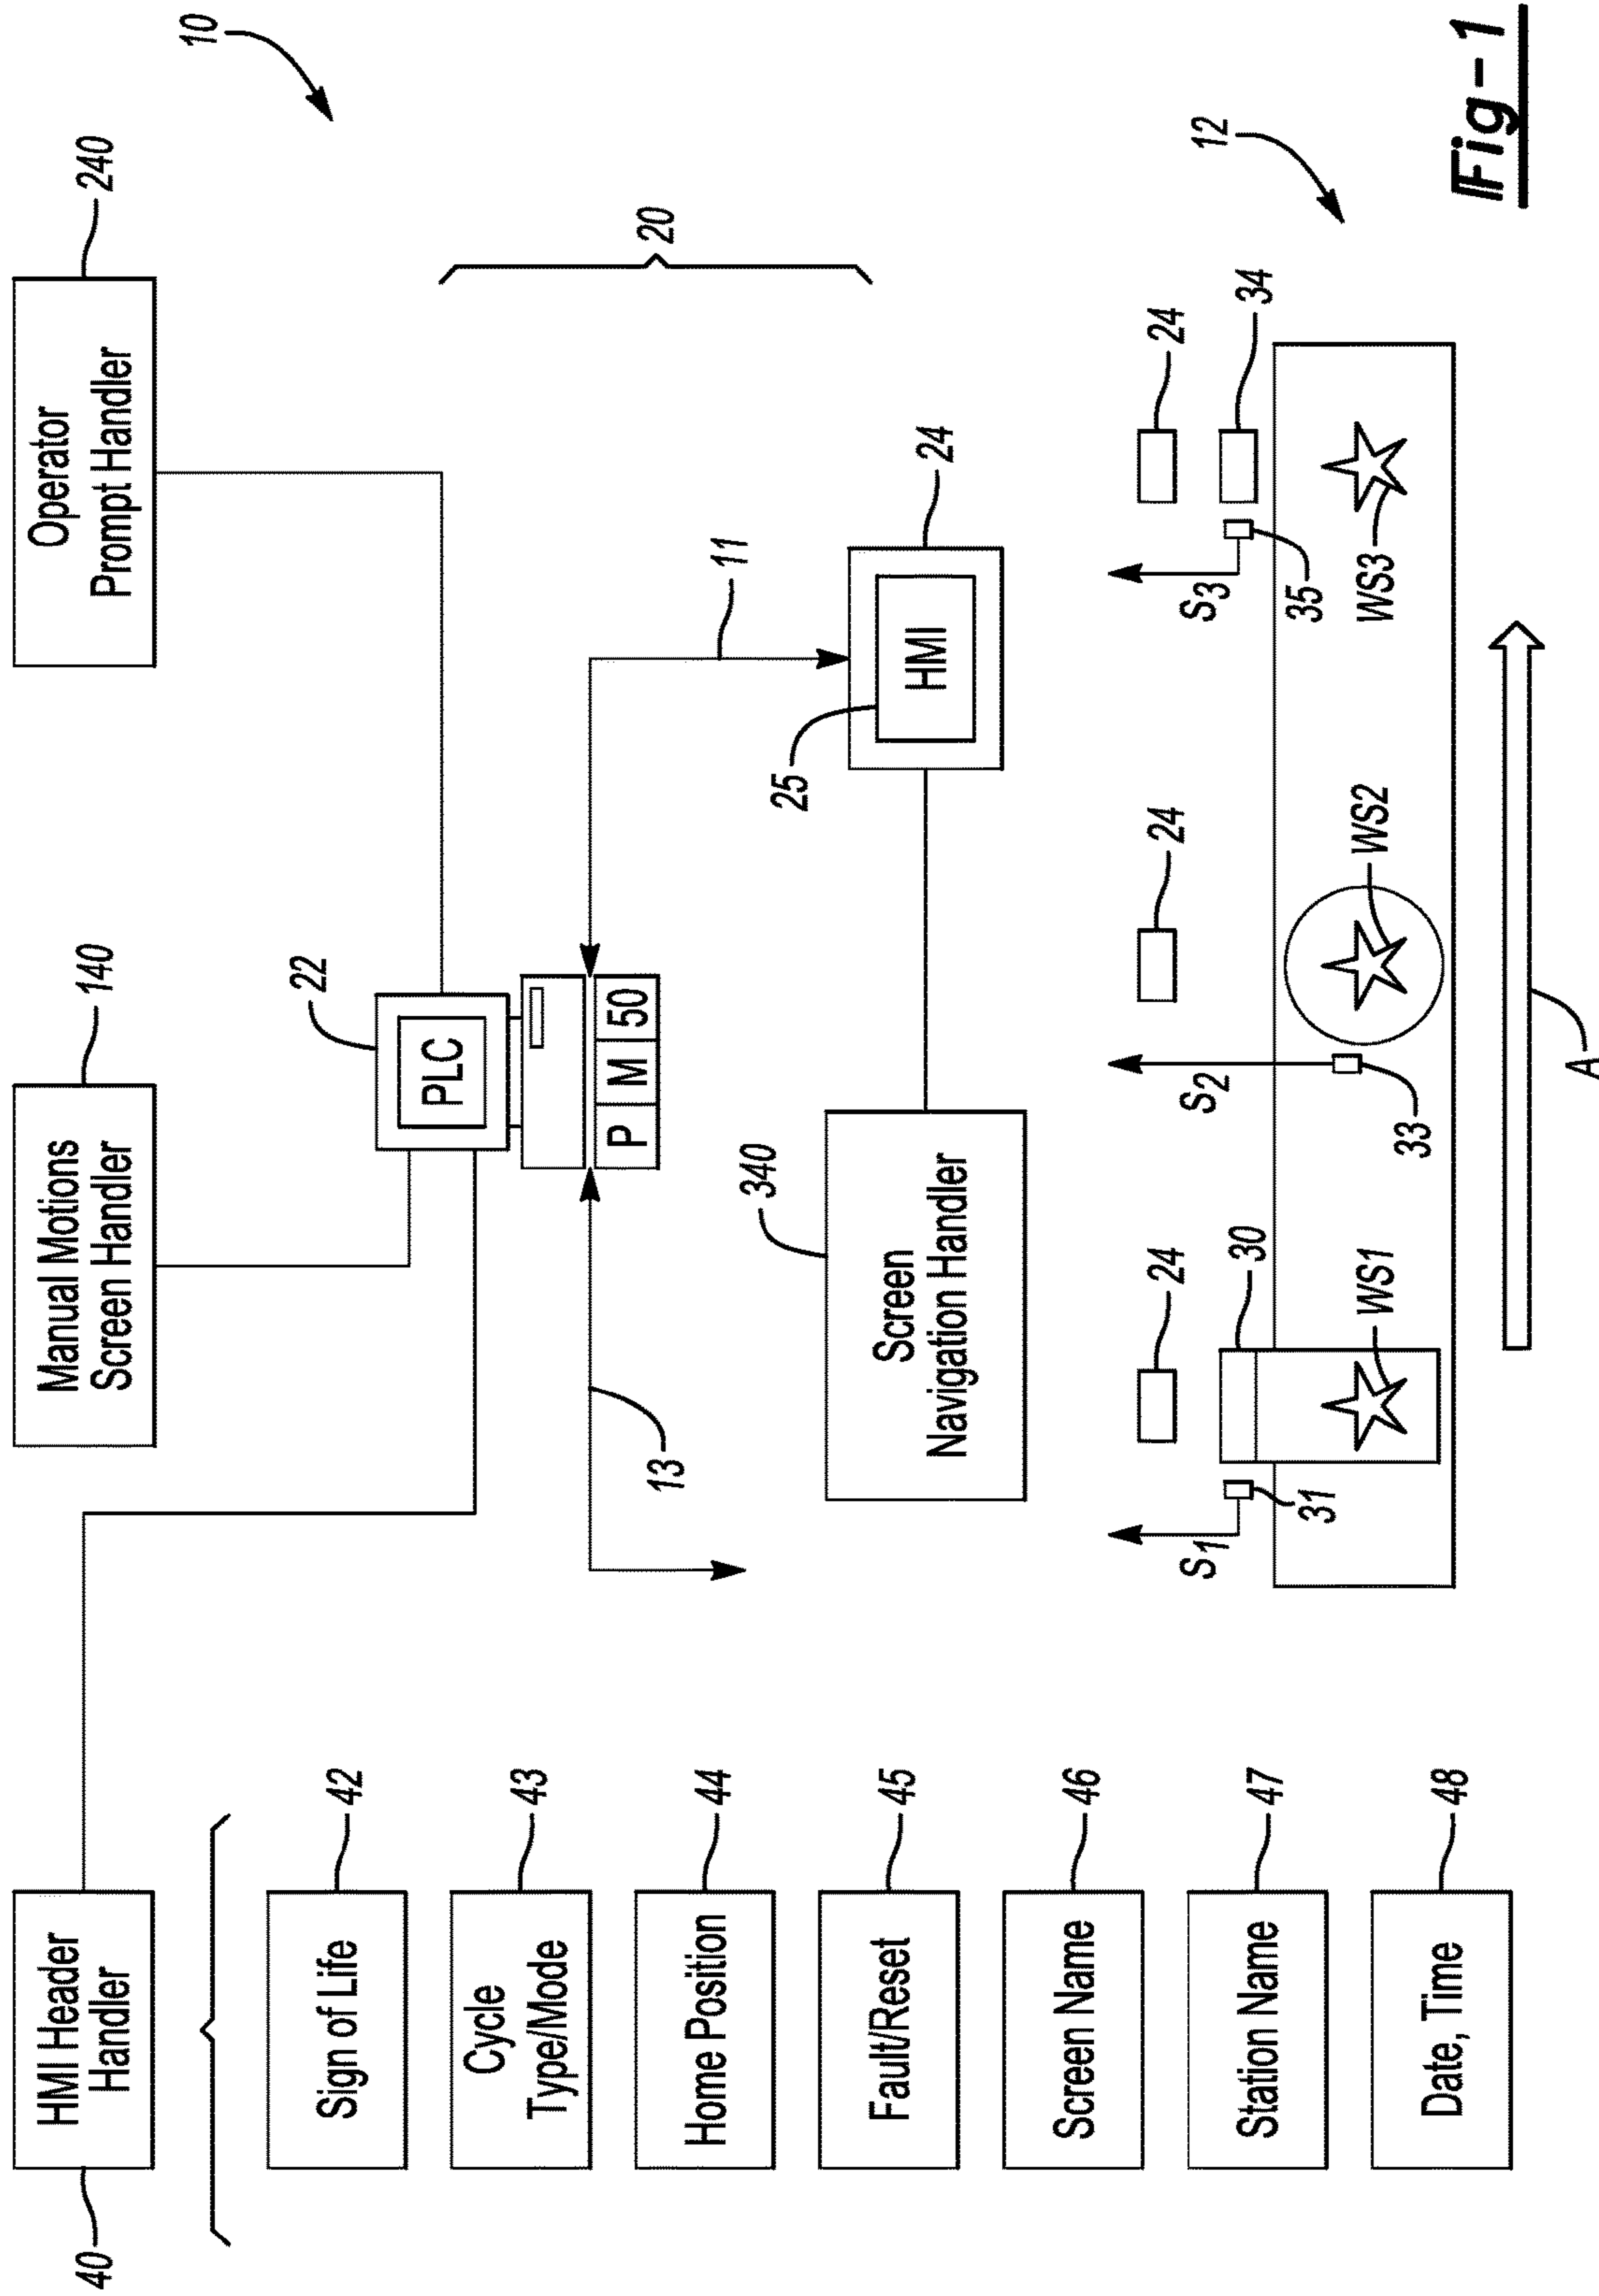 10
HMI Header
Handler
40
Manual Motions
Screen Handler
140
Operator
Prompt Handler
240
Sign of Life
42
Cycle
Type/Mode
43
Home Position
44
Fault/Reset
45
Screen Name
46
Station Name
47
Date, Time
48
22
PLC
P M 50
13
11
20
Screen
Navigation Handler
340
25
HMI
24
12
S1
31
24
30
WS1
S2
33
24
WS2
S3
35
24
34
WS3
A
Fig-1